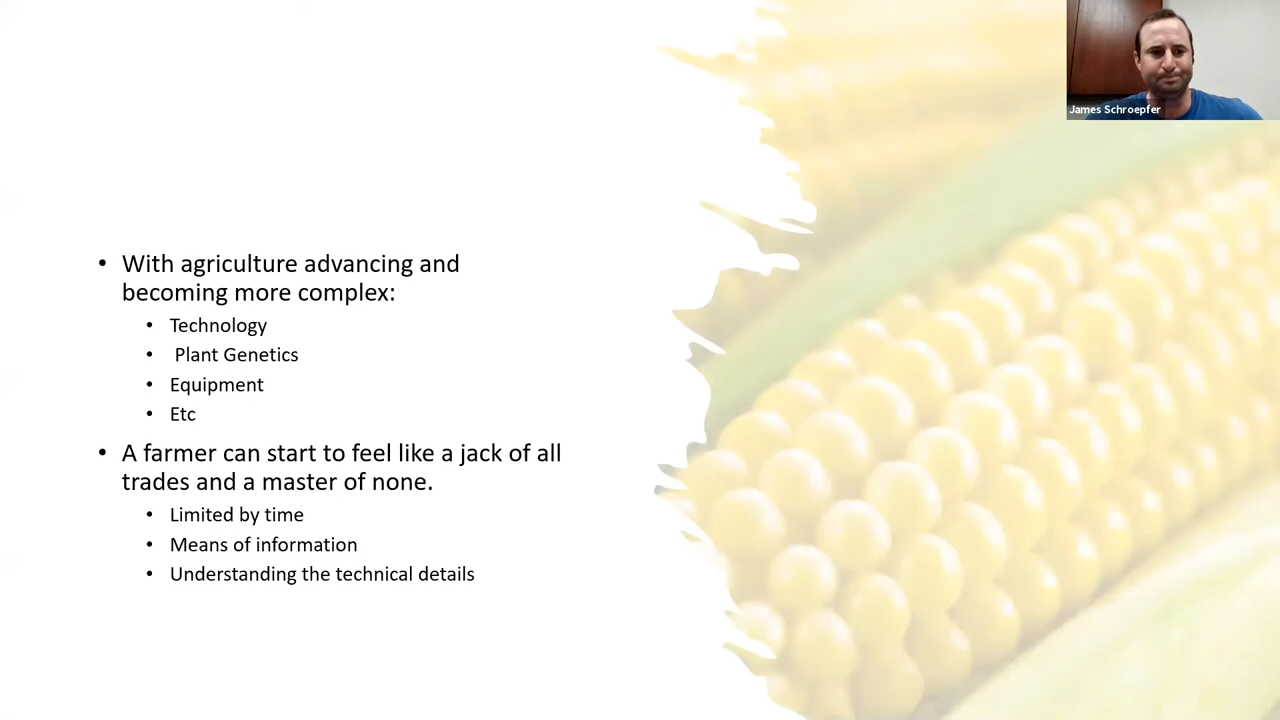 James Schroepfer
• With agriculture advancing and
becoming more complex:
• Technology
• Plant Genetics
• Equipment
• Etc
• A farmer can start to feel like a jack of all
trades and a master of none.
• Limited by time
• Means of information
• Understanding the technical details